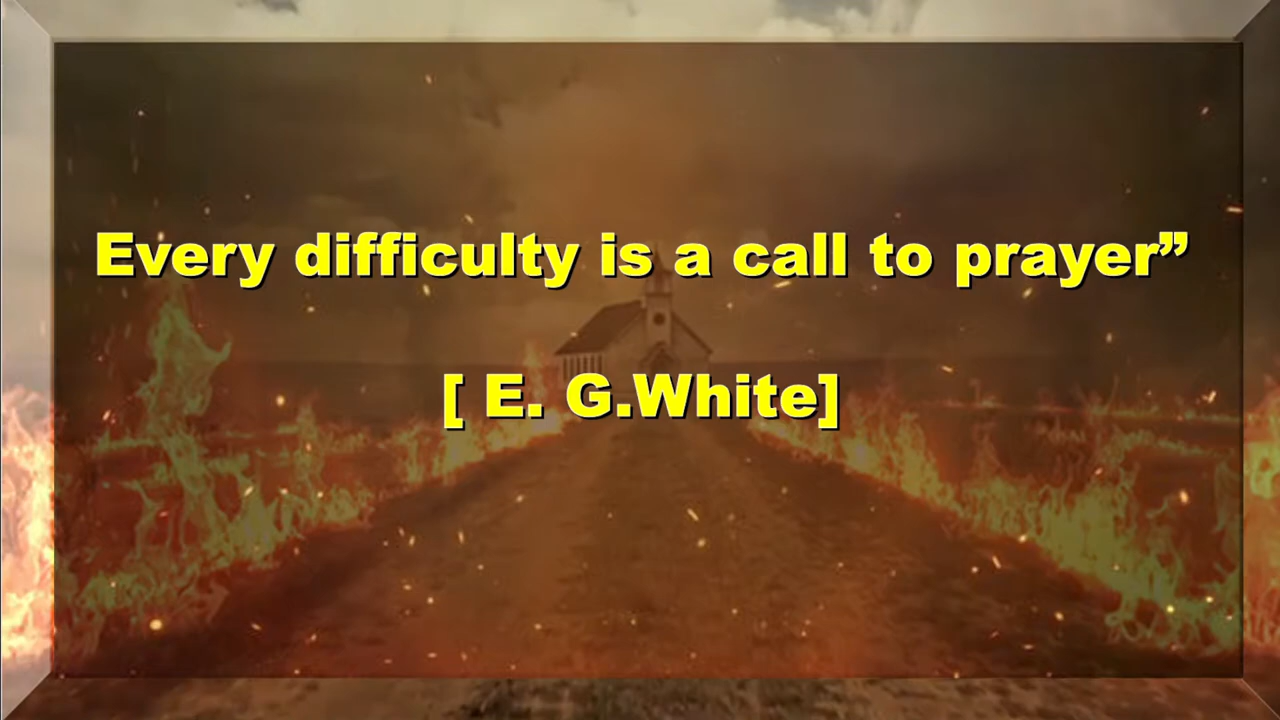 Every difficulty is a call to prayer”
[ E. G.White]